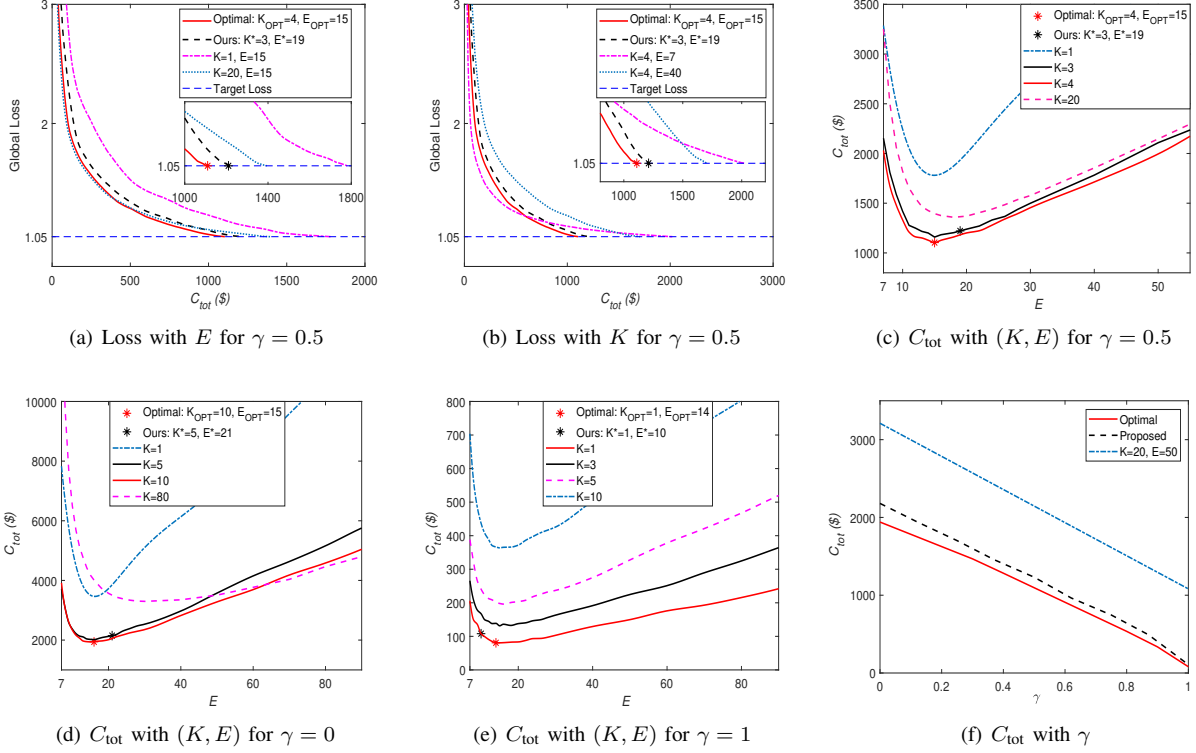 3
2
1.05
Global Loss
0
500
1000
1500
2000
C_tot ($)
Optimal: K_OPT=4, E_OPT=15
Ours: K*=3, E*=19
K=1, E=15
K=20, E=15
Target Loss
1.05
1000
1400
1800
(a) Loss with E for γ = 0.5
3
2
1.05
Global Loss
0
1000
2000
3000
C_tot ($)
Optimal: K_OPT=4, E_OPT=15
Ours: K*=3, E*=19
K=4, E=7
K=4, E=40
Target Loss
1.05
1000
1500
2000
(b) Loss with K for γ = 0.5
3500
3000
2500
2000
1500
1000
C_tot ($)
7
10
20
30
40
50
E
Optimal: K_OPT=4, E_OPT=15
Ours: K*=3, E*=19
K=1
K=3
K=4
K=20
(c) C_tot with (K, E) for γ = 0.5
10000
8000
6000
4000
2000
C_tot ($)
7
20
40
60
80
E
Optimal: K_OPT=10, E_OPT=15
Ours: K*=5, E*=21
K=1
K=5
K=10
K=80
(d) C_tot with (K, E) for γ = 0
800
700
600
500
400
300
200
100
0
C_tot ($)
7
20
40
60
80
E
Optimal: K_OPT=1, E_OPT=14
Ours: K*=1, E*=10
K=1
K=3
K=5
K=10
(e) C_tot with (K, E) for γ = 1
3000
2000
1000
0
C_tot ($)
0
0.2
0.4
0.6
0.8
1
γ
Optimal
Proposed
K=20, E=50
(f) C_tot with γ